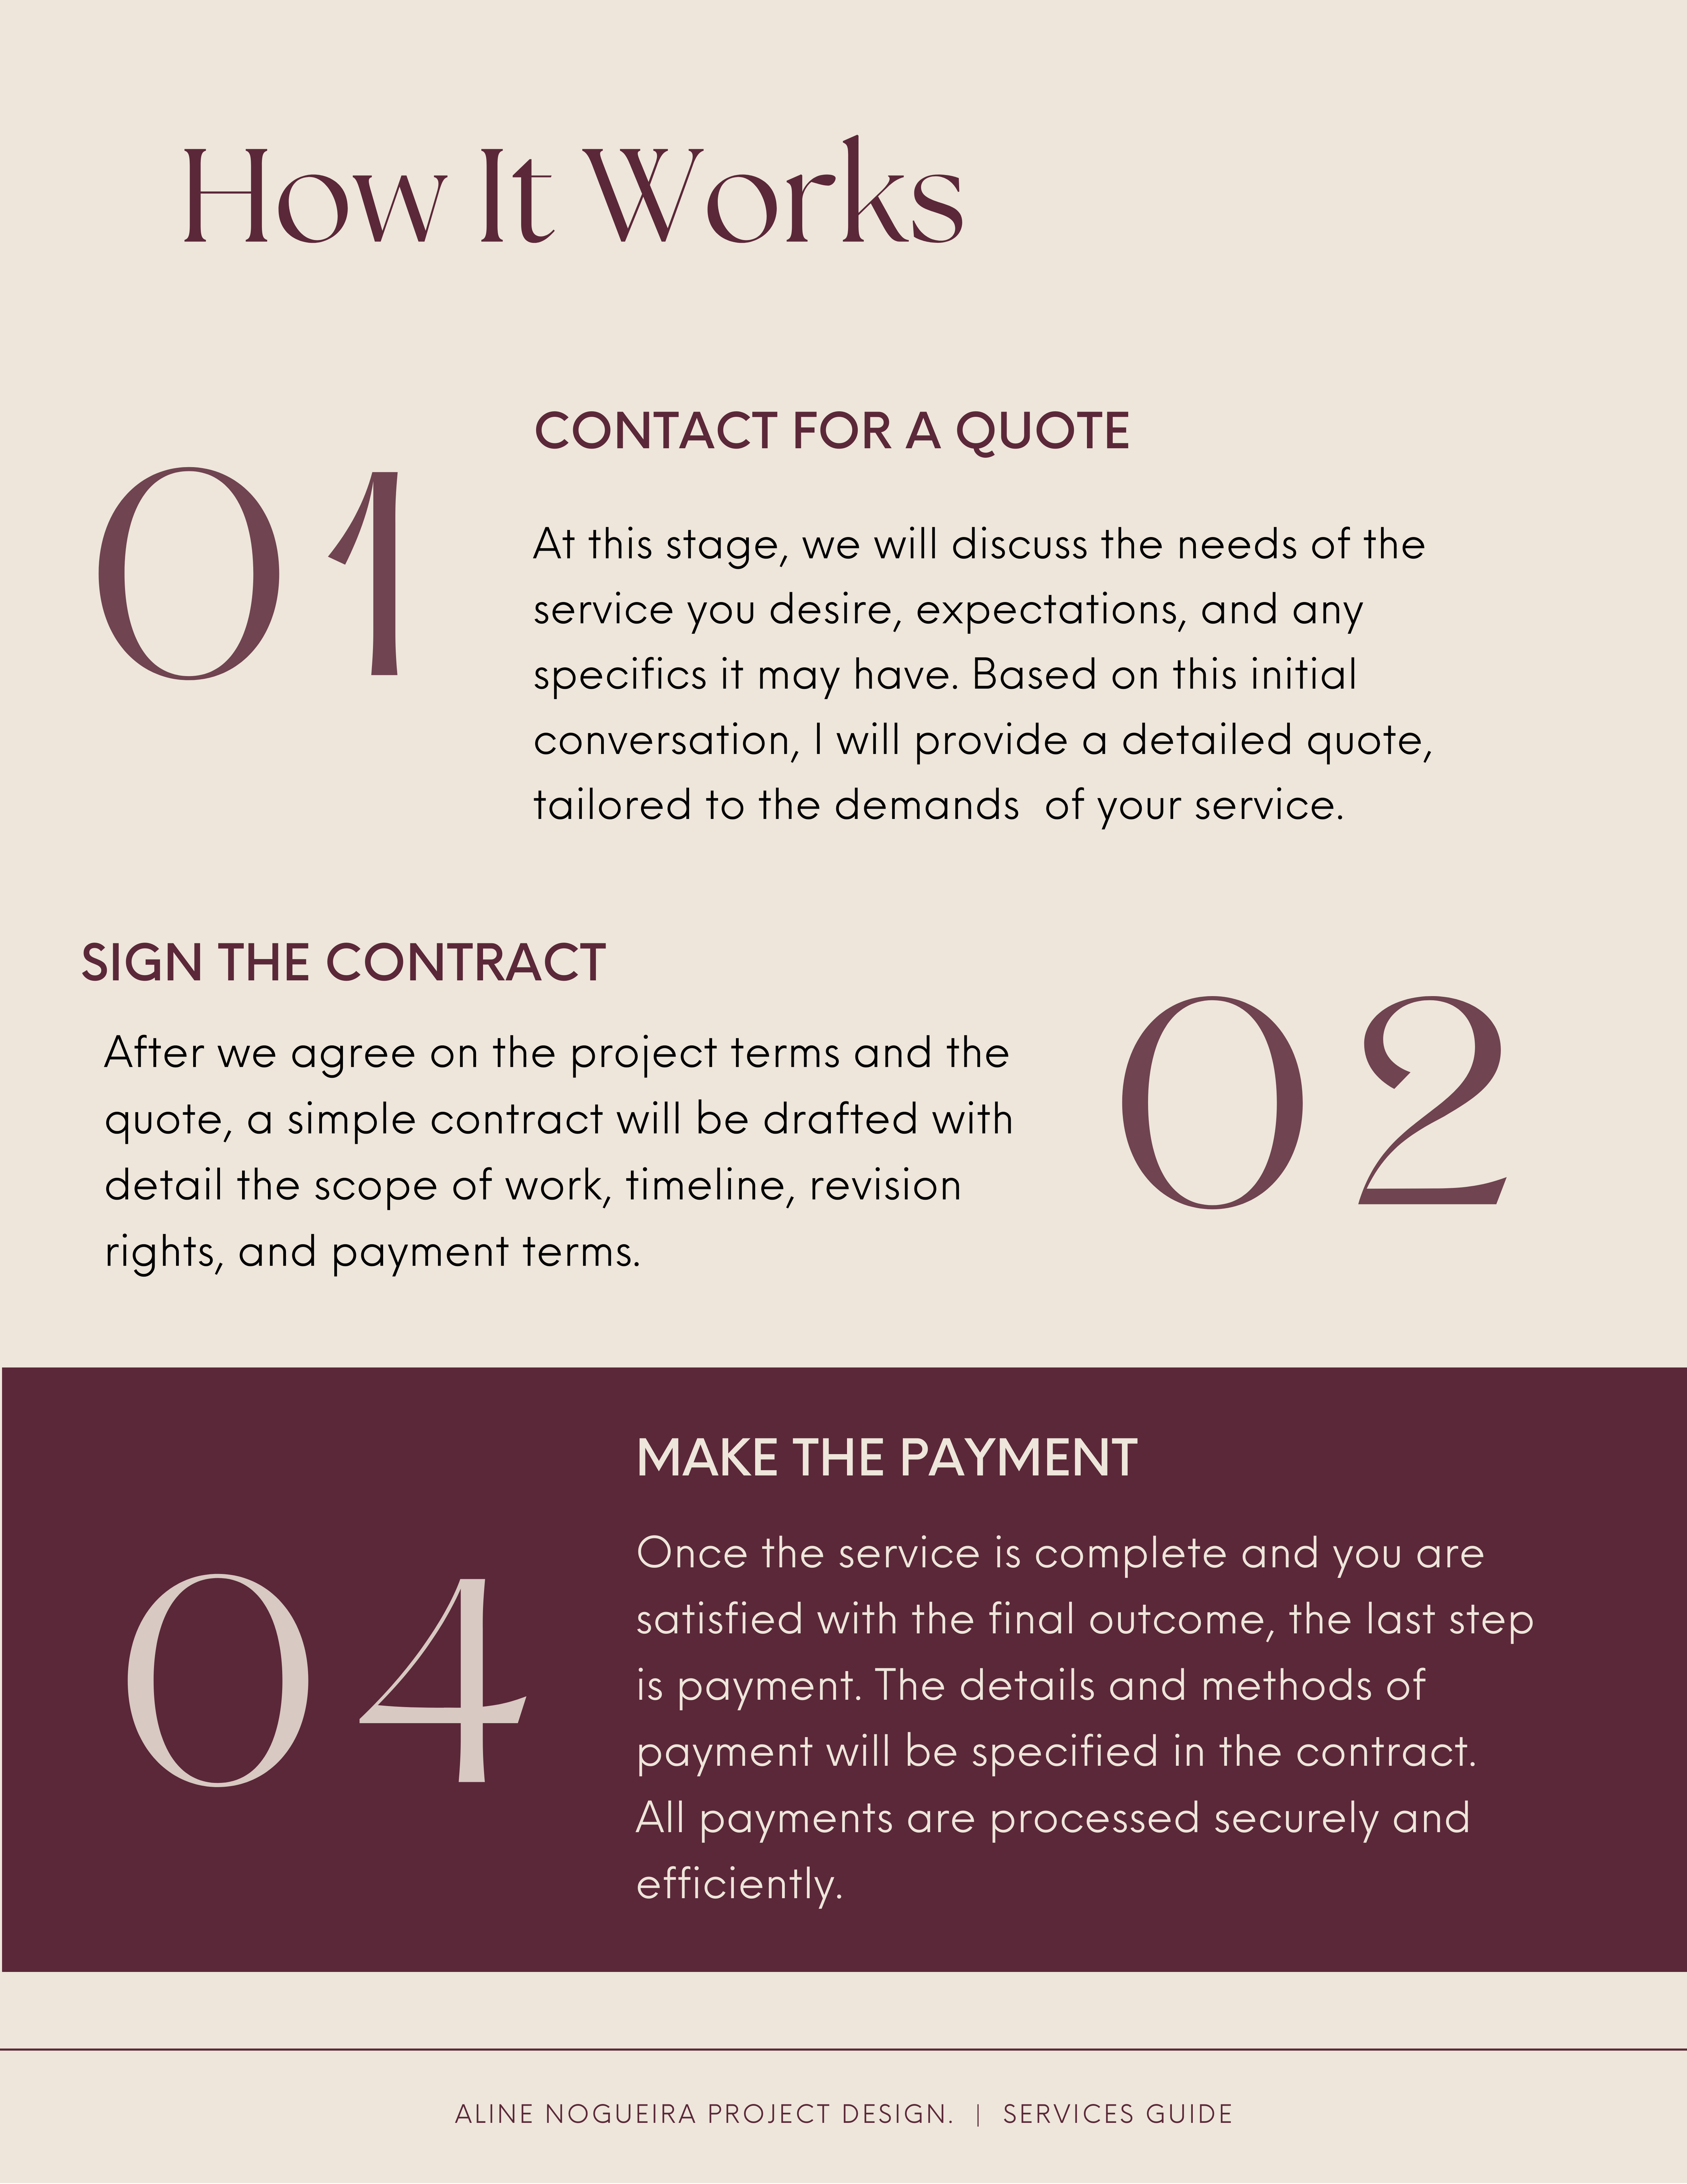 How It Works
CONTACT FOR A QUOTE
01
At this stage, we will discuss the needs of the
service you desire, expectations, and any
specifics it may have. Based on this initial
conversation, I will provide a detailed quote,
tailored to the demands  of your service.
SIGN THE CONTRACT
02
After we agree on the project terms and the
quote, a simple contract will be drafted with
detail the scope of work, timeline, revision
rights, and payment terms.
MAKE THE PAYMENT
04
Once the service is complete and you are
satisfied with the final outcome, the last step
is payment. The details and methods of
payment will be specified in the contract.
All payments are processed securely and
efficiently.
ALINE NOGUEIRA PROJECT DESIGN. | SERVICES GUIDE